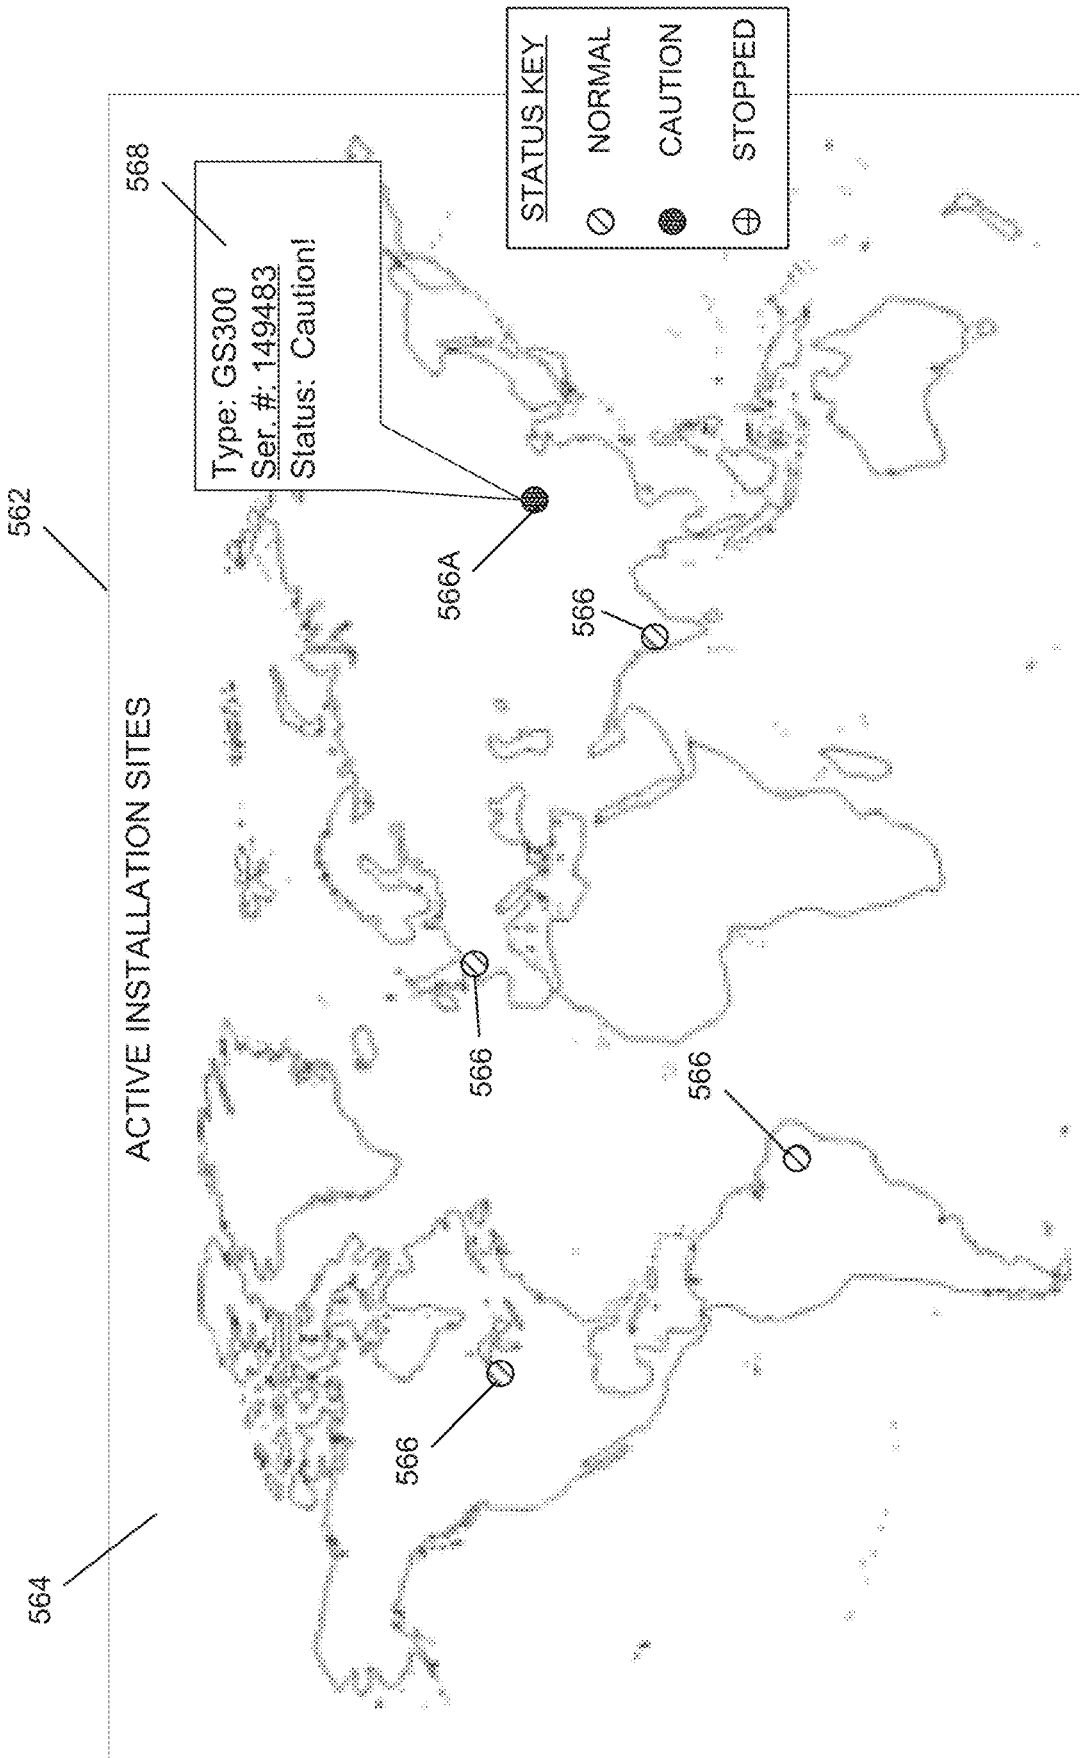 562
564
ACTIVE INSTALLATION SITES
568
Type: GS300
Ser. #: 149483
Status: Caution!
566A
566
566
566
566
STATUS KEY
NORMAL
CAUTION
STOPPED